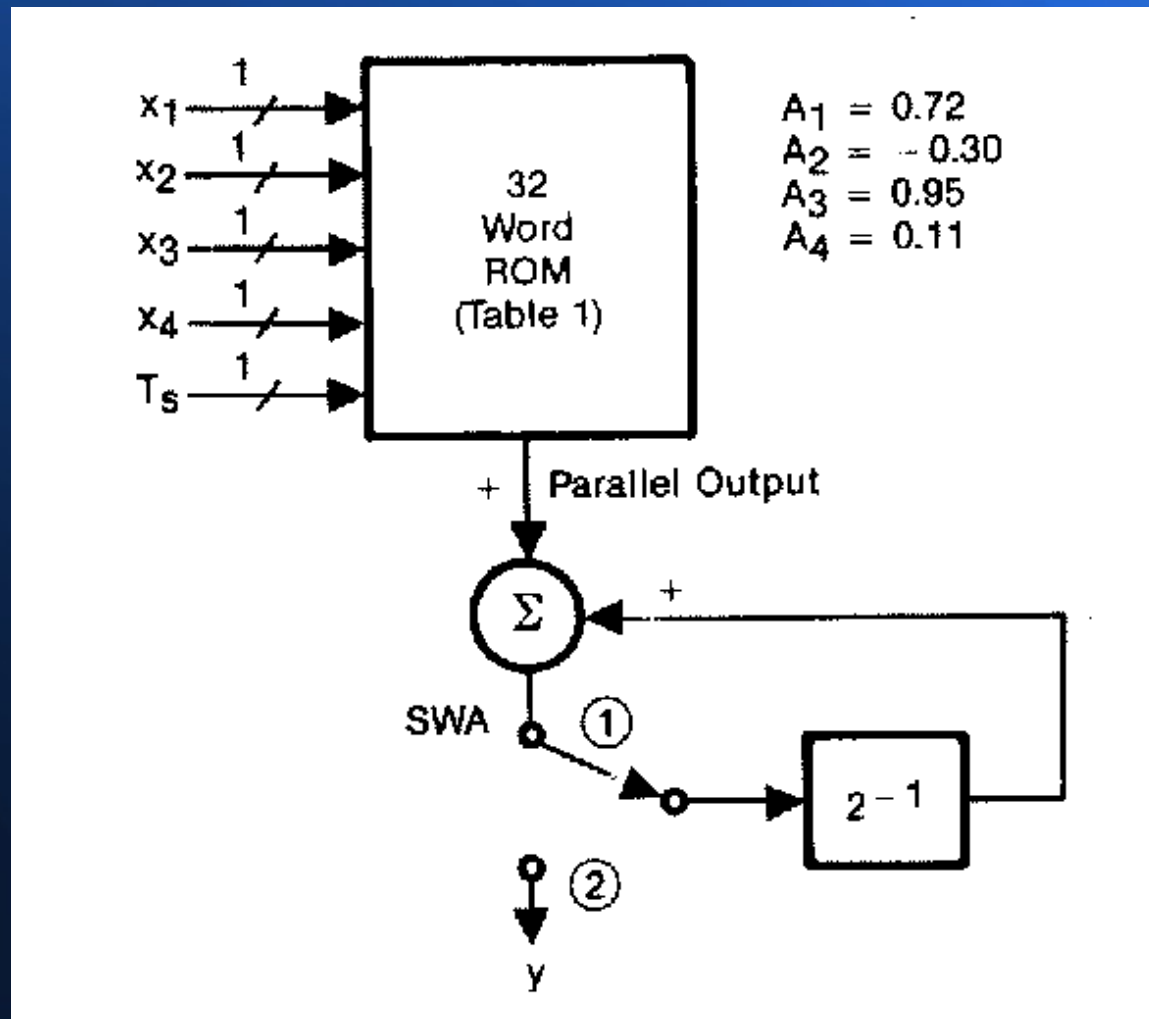 1
x1
1
x2
1
x3
1
x4
1
Ts
32
Word
ROM
(Table 1)
A1 = 0.72
A2 = - 0.30
A3 = 0.95
A4 = 0.11
+ Parallel Output
Σ
+
SWA
1
2 - 1
2
y